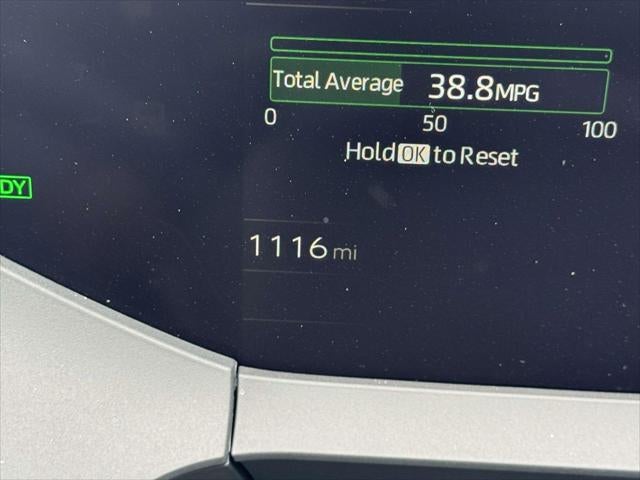 Total Average 38.8MPG
0 50 100
Hold OK to Reset
DY
1116 mi